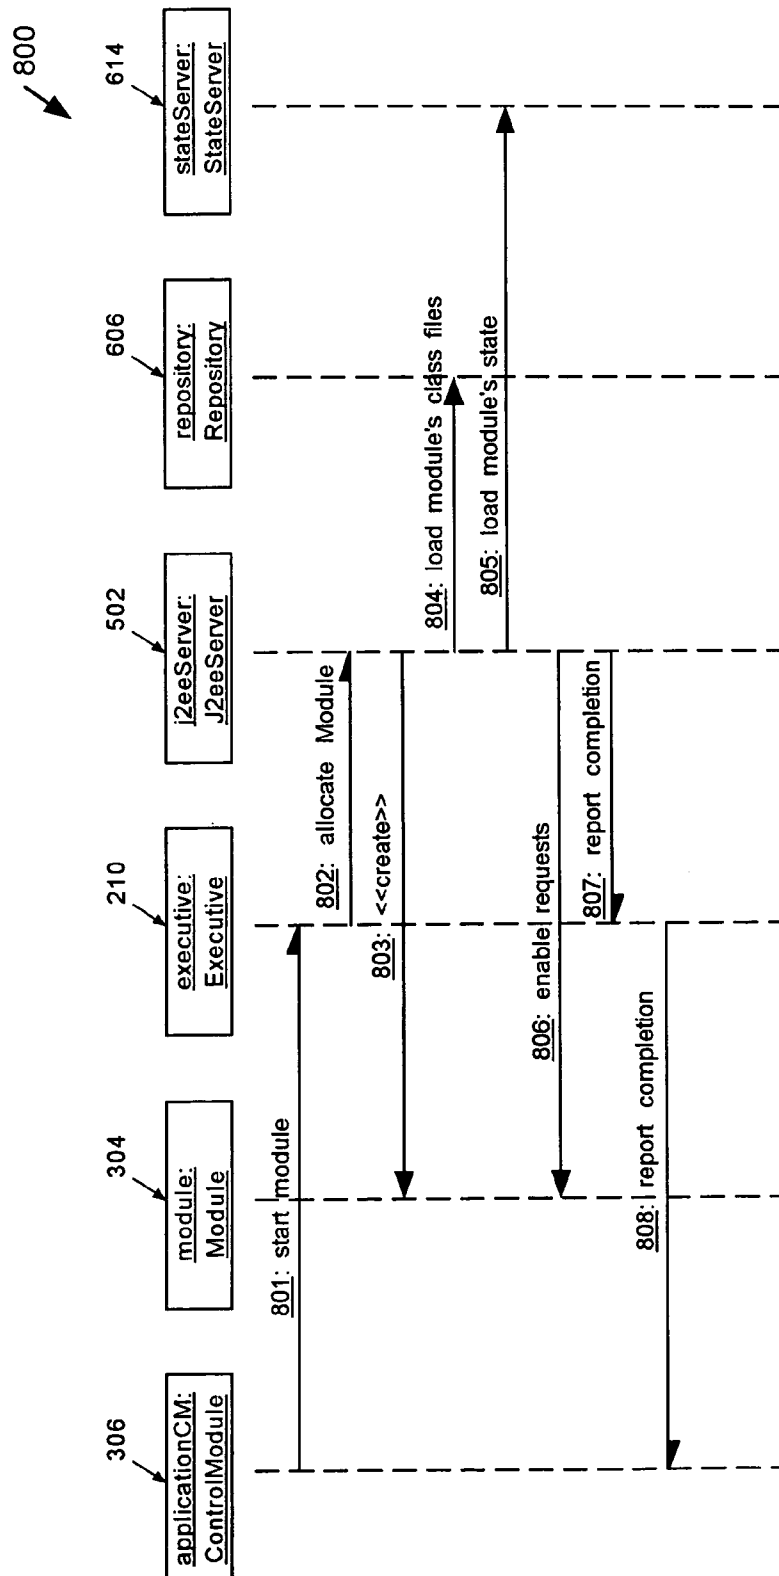 800
306
304
210
502
606
614
applicationCM:
ControlModule
module:
Module
executive:
Executive
j2eeServer:
J2eeServer
repository:
Repository
stateServer:
StateServer
801: start module
802: allocate Module
803: <<create>>
804: load module's class files
805: load module's state
806: enable requests
807: report completion
808: report completion